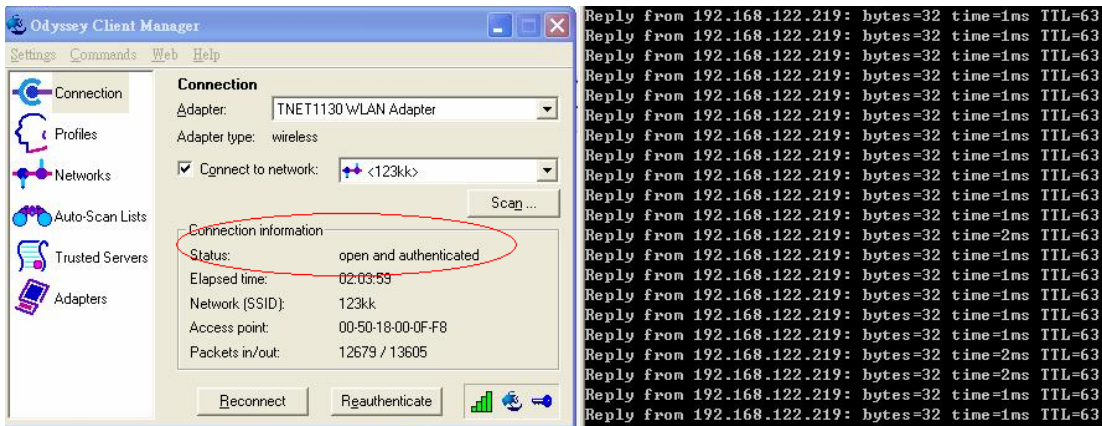 Odyssey Client Manager
Settings Commands Web Help
Connection
Profiles
Networks
Auto-Scan Lists
Trusted Servers
Adapters
Connection
Adapter: TNET1130 WLAN Adapter
Adapter type: wireless
Connect to network: <123kk>
Scan ...
Connection information
Status: open and authenticated
Elapsed time: 02:03:59
Network (SSID): 123kk
Access point: 00-50-18-00-0F-F8
Packets in/out: 12679 / 13605
Reconnect Reauthenticate
Reply from 192.168.122.219: bytes=32 time=1ms TTL=63
Reply from 192.168.122.219: bytes=32 time=1ms TTL=63
Reply from 192.168.122.219: bytes=32 time=1ms TTL=63
Reply from 192.168.122.219: bytes=32 time=1ms TTL=63
Reply from 192.168.122.219: bytes=32 time=1ms TTL=63
Reply from 192.168.122.219: bytes=32 time=1ms TTL=63
Reply from 192.168.122.219: bytes=32 time=1ms TTL=63
Reply from 192.168.122.219: bytes=32 time=1ms TTL=63
Reply from 192.168.122.219: bytes=32 time=1ms TTL=63
Reply from 192.168.122.219: bytes=32 time=1ms TTL=63
Reply from 192.168.122.219: bytes=32 time=1ms TTL=63
Reply from 192.168.122.219: bytes=32 time=2ms TTL=63
Reply from 192.168.122.219: bytes=32 time=1ms TTL=63
Reply from 192.168.122.219: bytes=32 time=1ms TTL=63
Reply from 192.168.122.219: bytes=32 time=1ms TTL=63
Reply from 192.168.122.219: bytes=32 time=1ms TTL=63
Reply from 192.168.122.219: bytes=32 time=1ms TTL=63
Reply from 192.168.122.219: bytes=32 time=2ms TTL=63
Reply from 192.168.122.219: bytes=32 time=2ms TTL=63
Reply from 192.168.122.219: bytes=32 time=1ms TTL=63
Reply from 192.168.122.219: bytes=32 time=1ms TTL=63